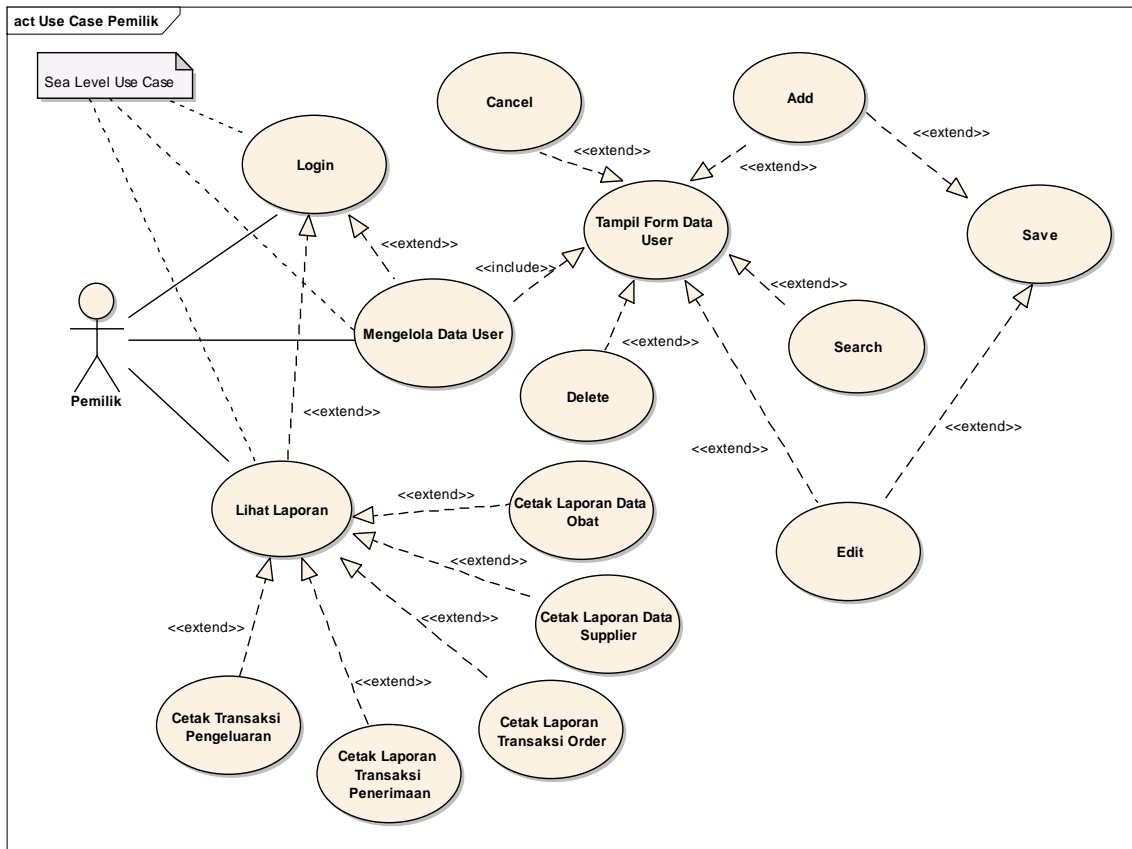 act Use Case Pemilik
Sea Level Use Case
Cancel
Add
Login
<<extend>>
<<extend>>
<<extend>>
Tampil Form Data
User
Save
<<extend>>
<<include>>
<<extend>>
Mengelola Data User
Search
<<extend>>
Delete
Pemilik
<<extend>>
<<extend>>
<<extend>>
<<extend>>
Lihat Laporan
Cetak Laporan Data
Obat
Edit
Cetak Laporan Data
Supplier
<<extend>>
<<extend>>
<<extend>>
Cetak Transaksi
Pengeluaran
Cetak Laporan
Transaksi Order
Cetak Laporan
Transaksi
Penerimaan